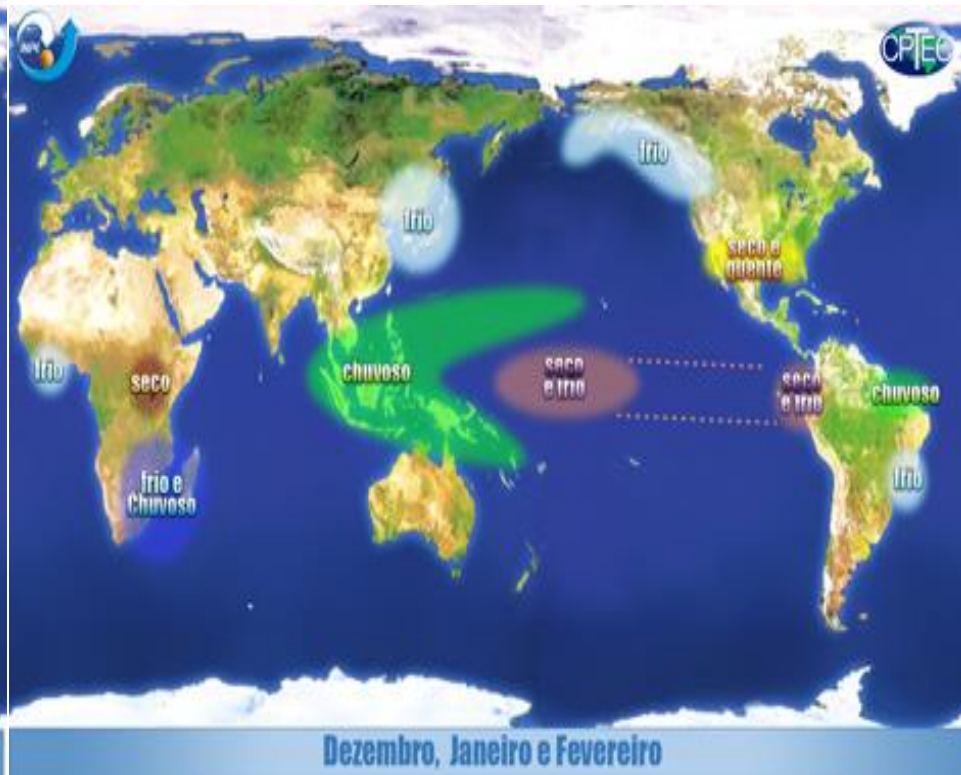 INPE
CPTEC
frio
frio
seco e
quente
frio
seco
chuvoso
seco
e frio
seco
e frio
chuvoso
frio e
Chuvoso
frio
Dezembro, Janeiro e Fevereiro